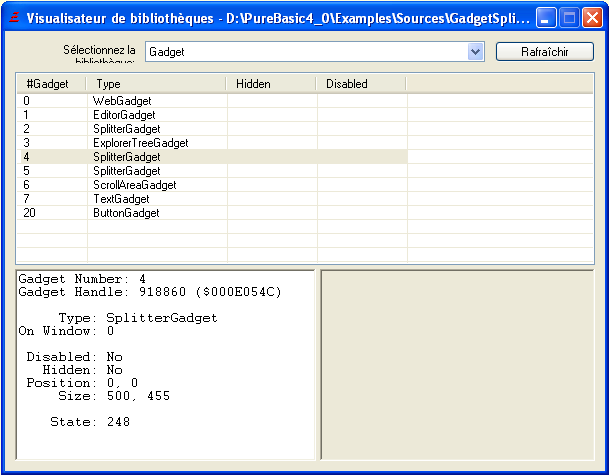 Visualisateur de bibliothèques - D:\PureBasic4_0\Examples\Sources\GadgetSpli...
Sélectionnez la bibliothèque: Gadget Rafraîchir
#Gadget Type Hidden Disabled
0 WebGadget
1 EditorGadget
2 SplitterGadget
3 ExplorerTreeGadget
4 SplitterGadget
5 SplitterGadget
6 ScrollAreaGadget
7 TextGadget
20 ButtonGadget
Gadget Number: 4
Gadget Handle: 918860 ($000E054C)
Type: SplitterGadget
On Window: 0
Disabled: No
Hidden: No
Position: 0, 0
Size: 500, 455
State: 248